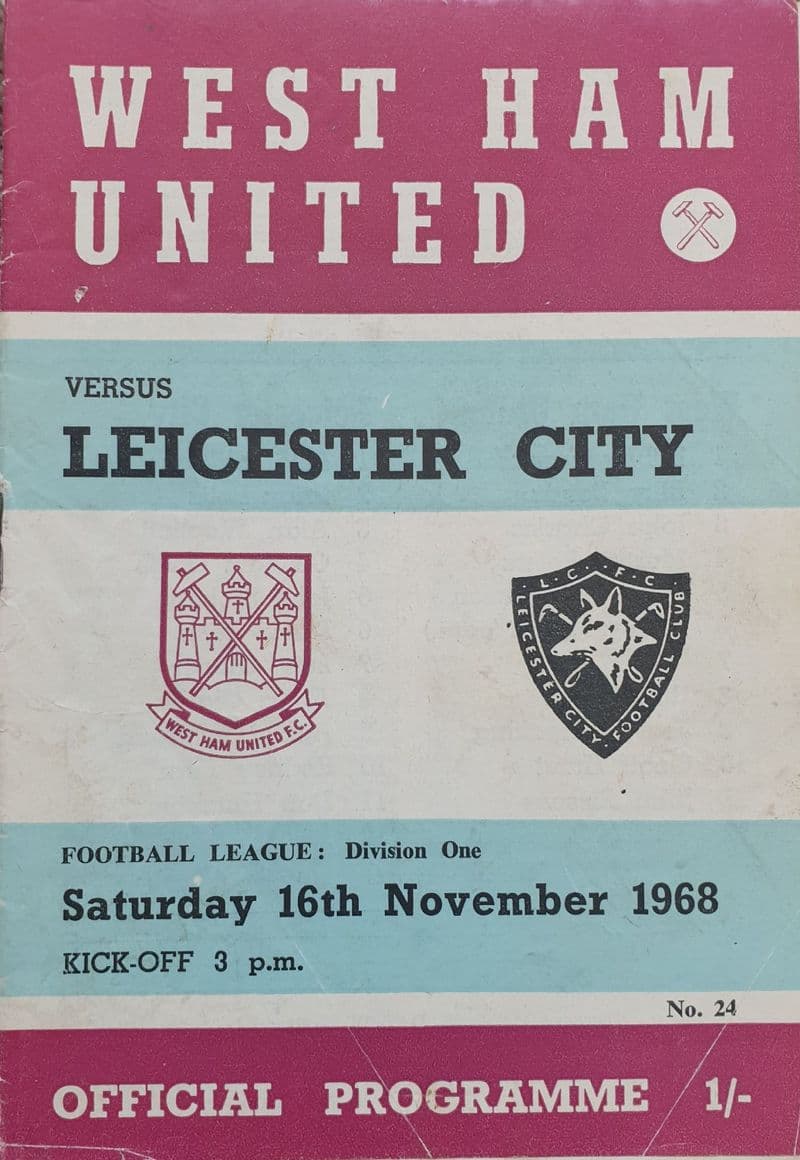 WEST HAM
UNITED
VERSUS
LEICESTER CITY
WEST HAM UNITED F.C.
· L · C · F · C ·
LEICESTER CITY · FOOTBALL CLUB
FOOTBALL LEAGUE: Division One
Saturday 16th November 1968
KICK-OFF 3 p.m.
No. 24
OFFICIAL PROGRAMME 1/-